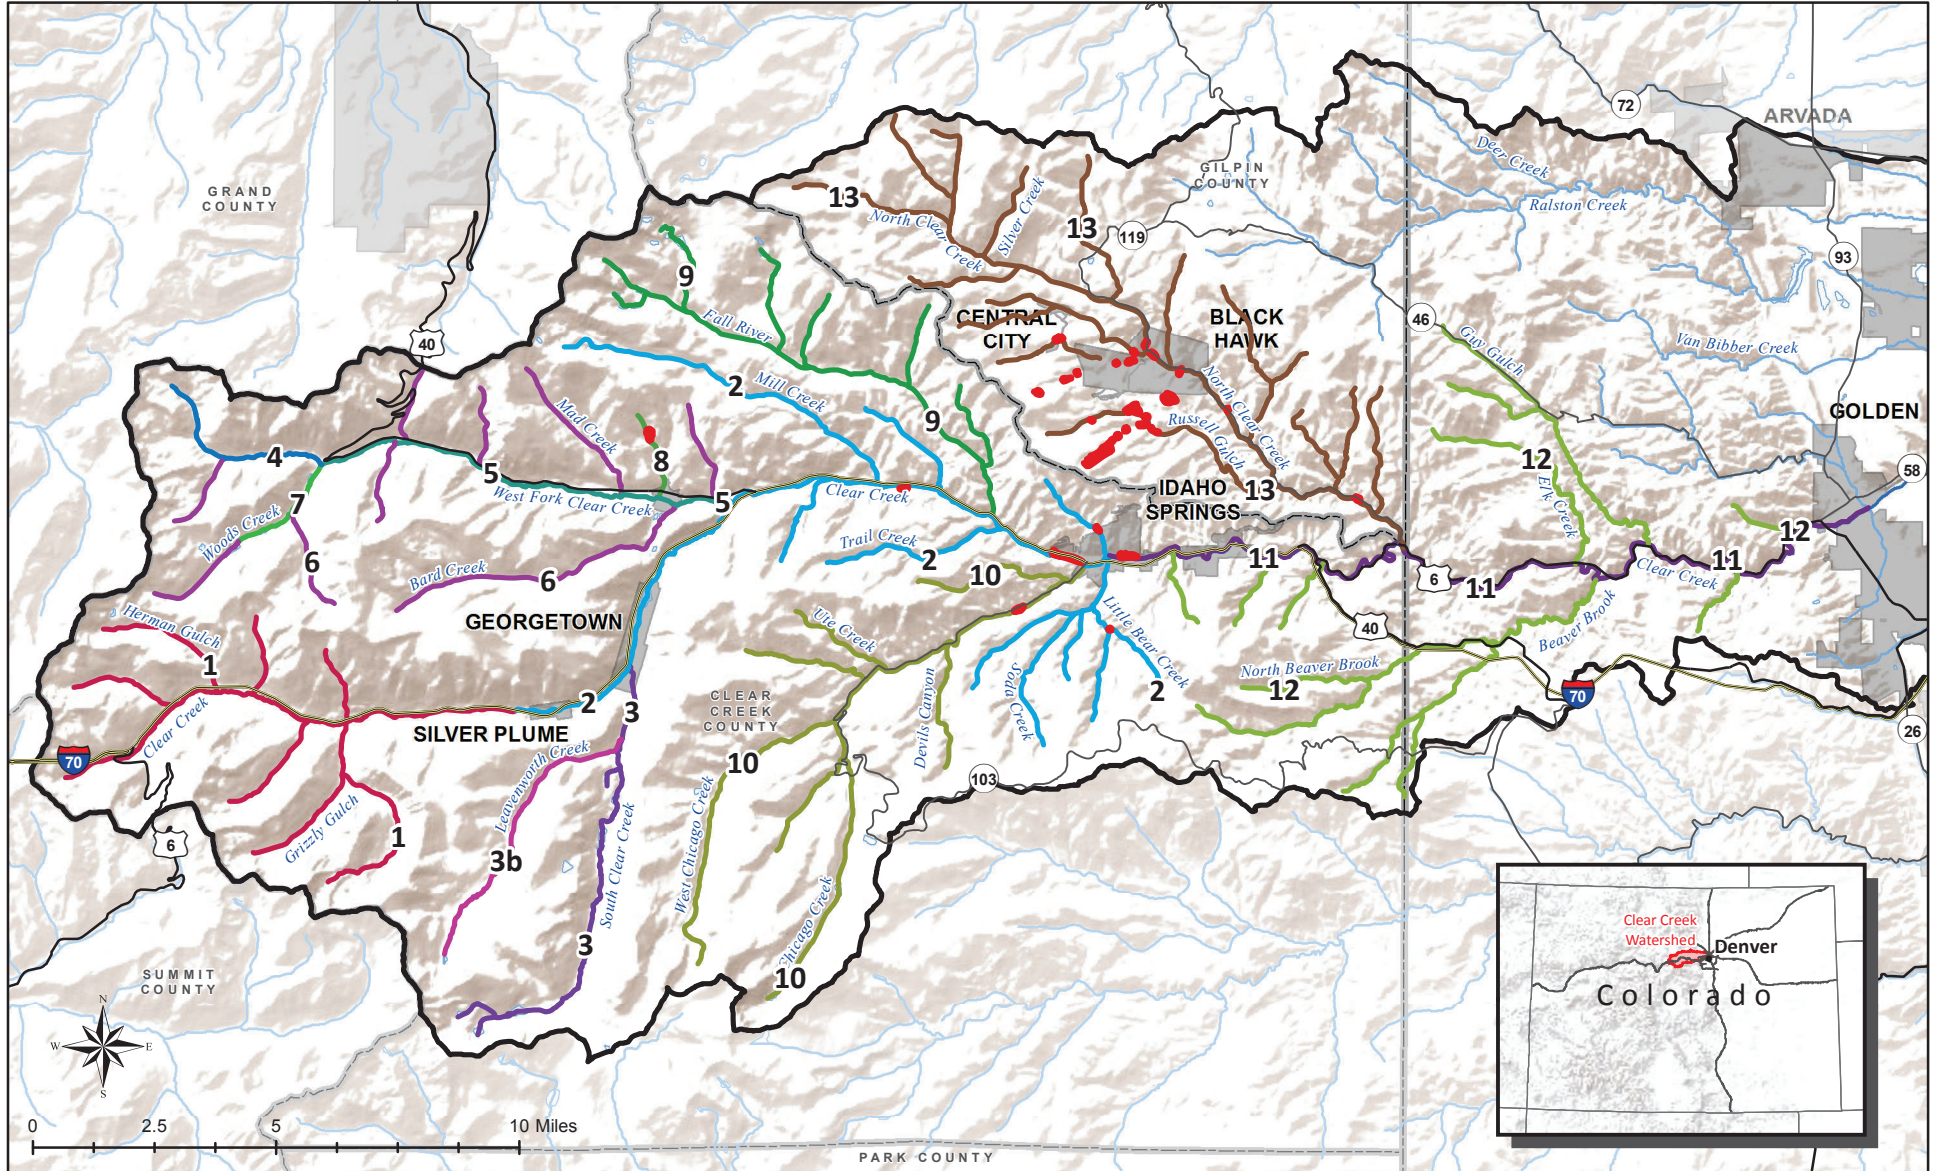 72
ARVADA
Deer Creek
GILPIN
COUNTY
GRAND
COUNTY
13
North Clear Creek
Silver Creek
13
119
Ralston Creek
93
9
Fall River
40
CENTRAL
CITY
BLACK
HAWK
46
Guy Gulch
Van Bibber Creek
2
Mill Creek
Mad Creek
9
North Clear Creek
Russell Gulch
GOLDEN
4
5
8
12
Elk Creek
58
7
West Fork Clear Creek
5
Clear Creek
IDAHO
SPRINGS
13
Woods Creek
6
Bard Creek
6
Trail Creek
2
10
11
6
11
Clear Creek
11
12
Herman Gulch
GEORGETOWN
Ute Creek
Little Bear Creek
40
Beaver Brook
1
North Beaver Brook
12
2
Soda Creek
Devils Canyon
CLEAR
CREEK
COUNTY
2
3
70
Clear Creek
SILVER PLUME
70
26
Leavenworth Creek
10
103
6
Grizzly Gulch
1
3b
South Clear Creek
West Chicago Creek
Chicago Creek
3
10
SUMMIT
COUNTY
Clear Creek
Watershed
Denver
Colorado
N
W
E
S
0
2.5
5
10 Miles
PARK COUNTY